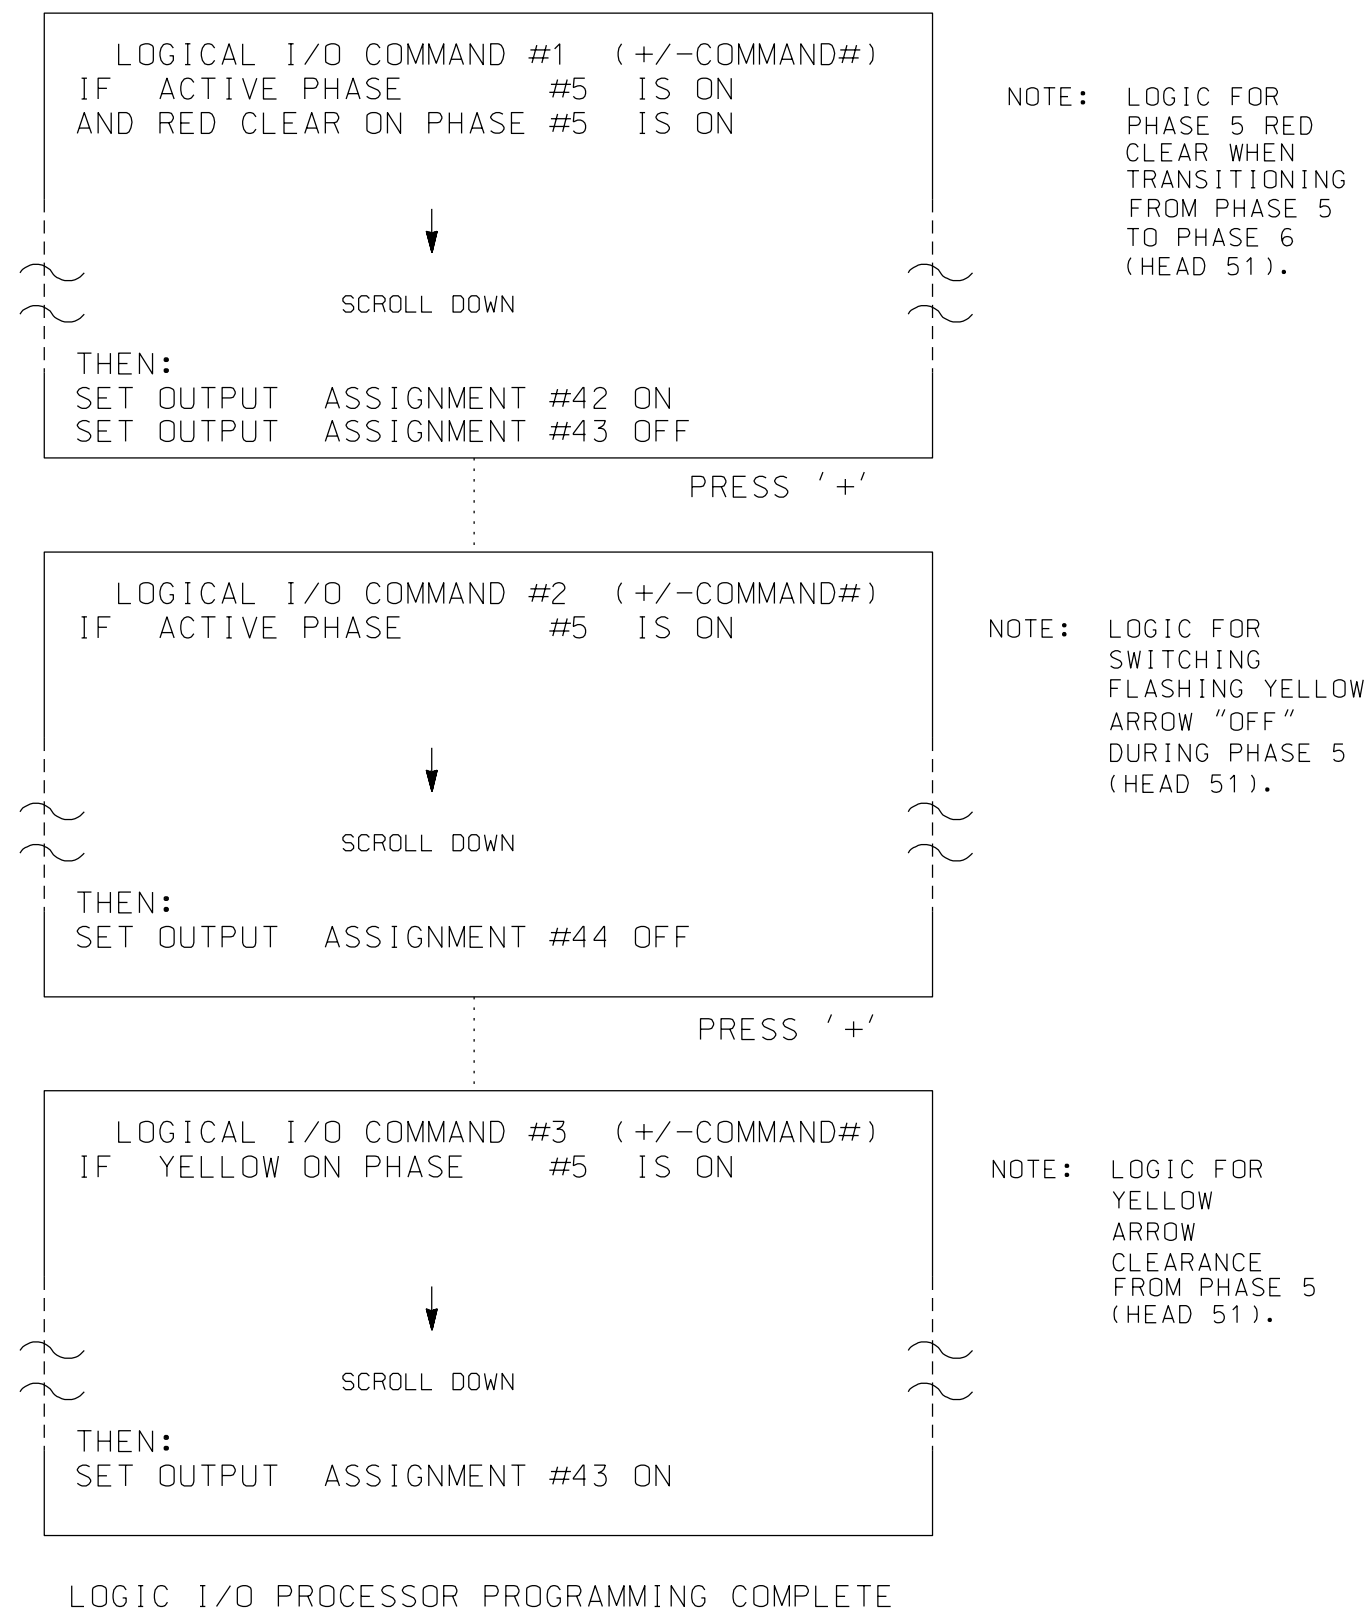 LOGICAL I/O COMMAND #1 (+/-COMMAND#)
IF ACTIVE PHASE #5 IS ON
AND RED CLEAR ON PHASE #5 IS ON
SCROLL DOWN
THEN:
SET OUTPUT ASSIGNMENT #42 ON
SET OUTPUT ASSIGNMENT #43 OFF
NOTE: LOGIC FOR
PHASE 5 RED
CLEAR WHEN
TRANSITIONING
FROM PHASE 5
TO PHASE 6
(HEAD 51).
PRESS '+'
LOGICAL I/O COMMAND #2 (+/-COMMAND#)
IF ACTIVE PHASE #5 IS ON
SCROLL DOWN
THEN:
SET OUTPUT ASSIGNMENT #44 OFF
NOTE: LOGIC FOR
SWITCHING
FLASHING YELLOW
ARROW "OFF"
DURING PHASE 5
(HEAD 51).
PRESS '+'
LOGICAL I/O COMMAND #3 (+/-COMMAND#)
IF YELLOW ON PHASE #5 IS ON
SCROLL DOWN
THEN:
SET OUTPUT ASSIGNMENT #43 ON
NOTE: LOGIC FOR
YELLOW
ARROW
CLEARANCE
FROM PHASE 5
(HEAD 51).
LOGIC I/O PROCESSOR PROGRAMMING COMPLETE